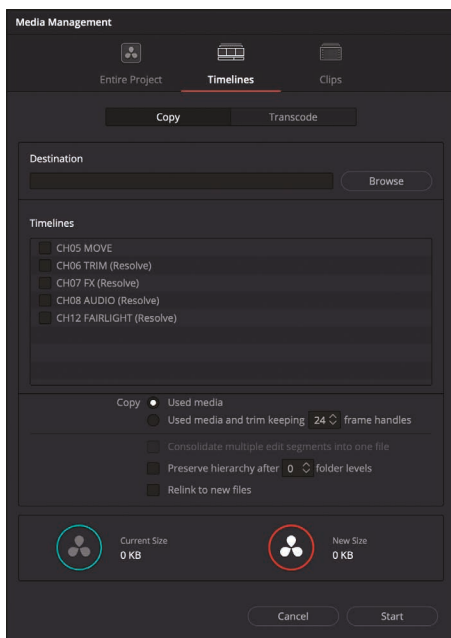 Media Management
Entire Project Timelines Clips
Copy Transcode
Destination
Browse
Timelines
CH05 MOVE
CH06 TRIM (Resolve)
CH07 FX (Resolve)
CH08 AUDIO (Resolve)
CH12 FAIRLIGHT (Resolve)
Copy Used media
Used media and trim keeping 24 frame handles
Consolidate multiple edit segments into one file
Preserve hierarchy after 0 folder levels
Relink to new files
Current Size New Size
0 KB 0 KB
Cancel Start